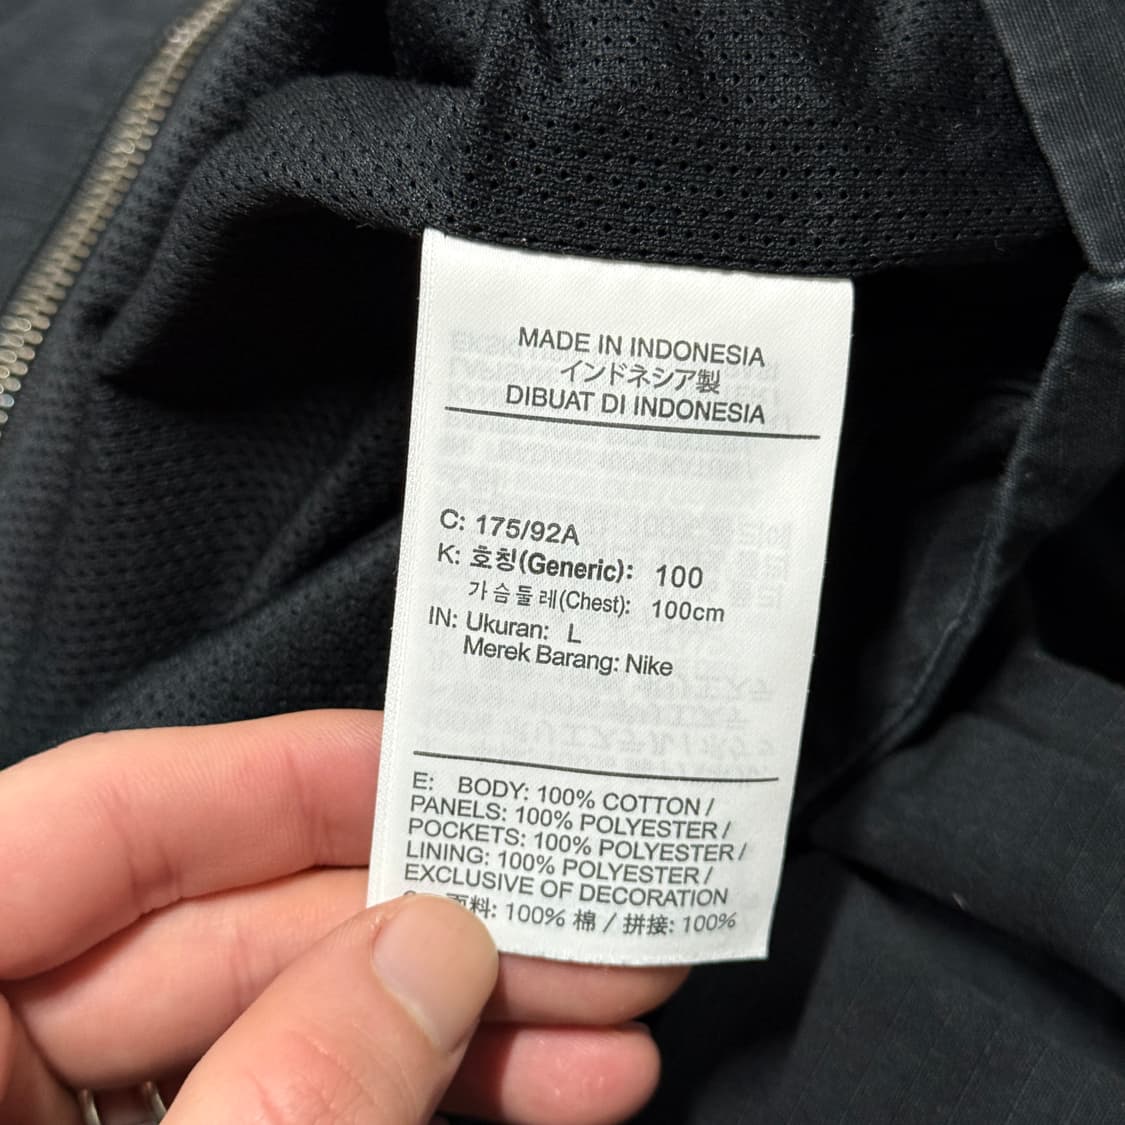 MADE IN INDONESIA
インドネシア製
DIBUAT DI INDONESIA
C: 175/92A
K: 호칭(Generic): 100
가슴둘레(Chest): 100cm
IN: Ukuran: L
Merek Barang: Nike
E: BODY: 100% COTTON /
PANELS: 100% POLYESTER /
POCKETS: 100% POLYESTER /
LINING: 100% POLYESTER /
EXCLUSIVE OF DECORATION
面料: 100% 棉 / 拼接: 100%